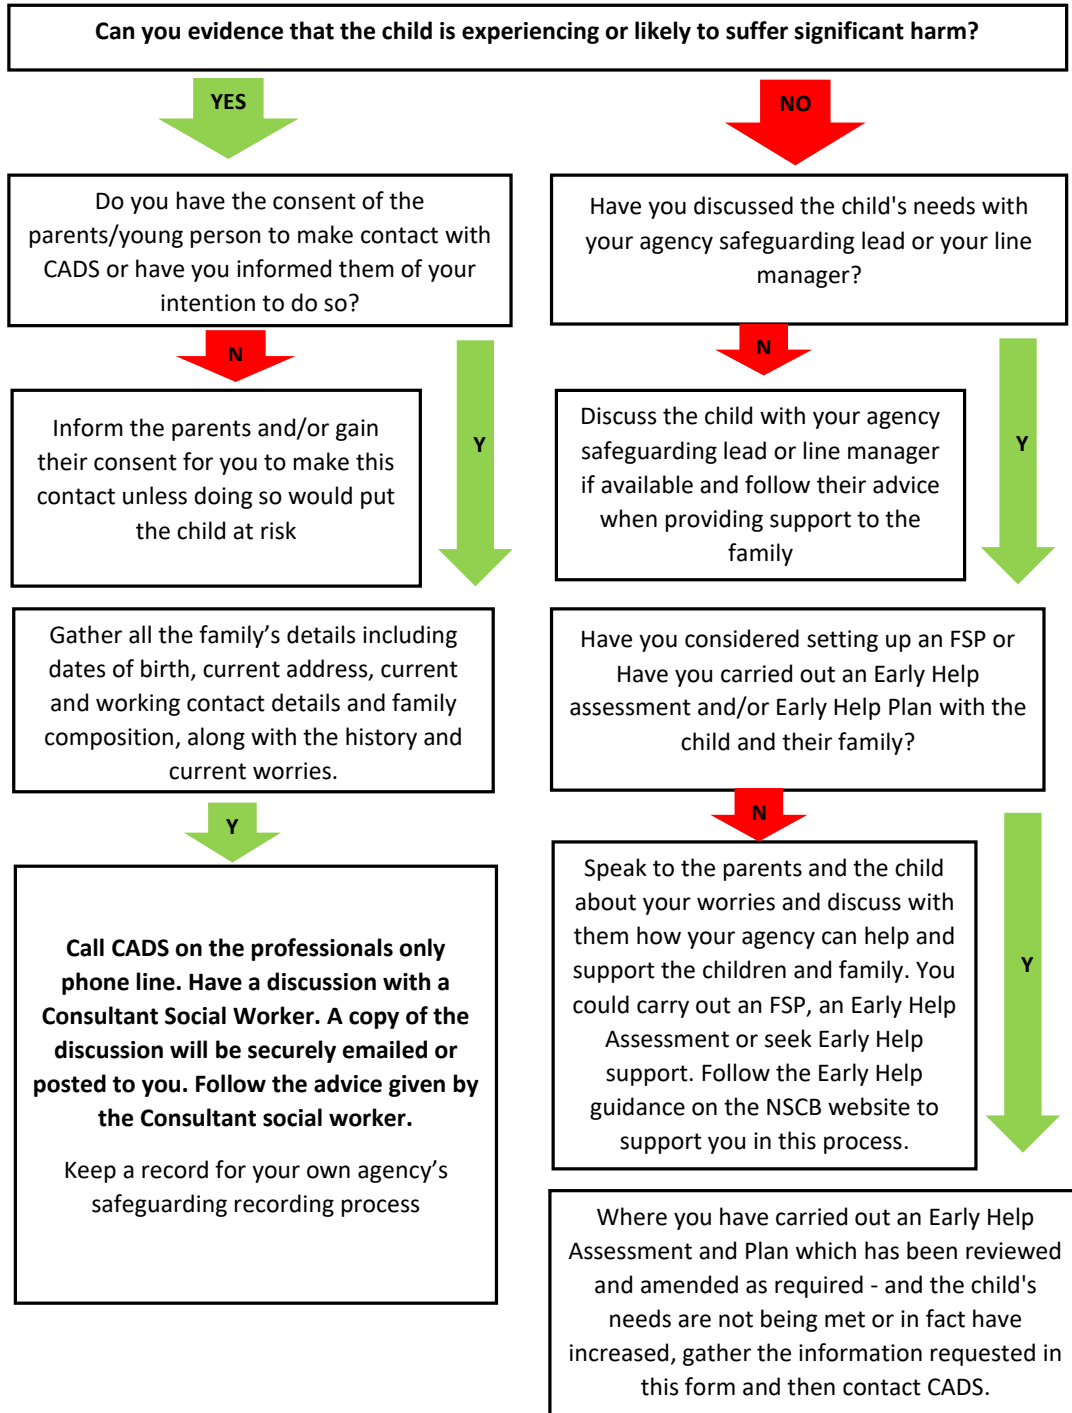 Can you evidence that the child is experiencing or likely to suffer significant harm?
YES
NO
Do you have the consent of the
parents/young person to make contact with
CADS or have you informed them of your
intention to do so?
Have you discussed the child's needs with
your agency safeguarding lead or your line
manager?
N
N
Inform the parents and/or gain
their consent for you to make this
contact unless doing so would put
the child at risk
Y
Discuss the child with your agency
safeguarding lead or line manager
if available and follow their advice
when providing support to the
family
Y
Gather all the family’s details including
dates of birth, current address, current
and working contact details and family
composition, along with the history and
current worries.
Have you considered setting up an FSP or
Have you carried out an Early Help
assessment and/or Early Help Plan with the
child and their family?
Y
N
Call CADS on the professionals only
phone line. Have a discussion with a
Consultant Social Worker. A copy of the
discussion will be securely emailed or
posted to you. Follow the advice given by
the Consultant social worker.
Keep a record for your own agency’s
safeguarding recording process
Speak to the parents and the child
about your worries and discuss with
them how your agency can help and
support the children and family. You
could carry out an FSP, an Early Help
Assessment or seek Early Help
support. Follow the Early Help
guidance on the NSCB website to
support you in this process.
Y
Where you have carried out an Early Help
Assessment and Plan which has been reviewed
and amended as required - and the child's
needs are not being met or in fact have
increased, gather the information requested in
this form and then contact CADS.